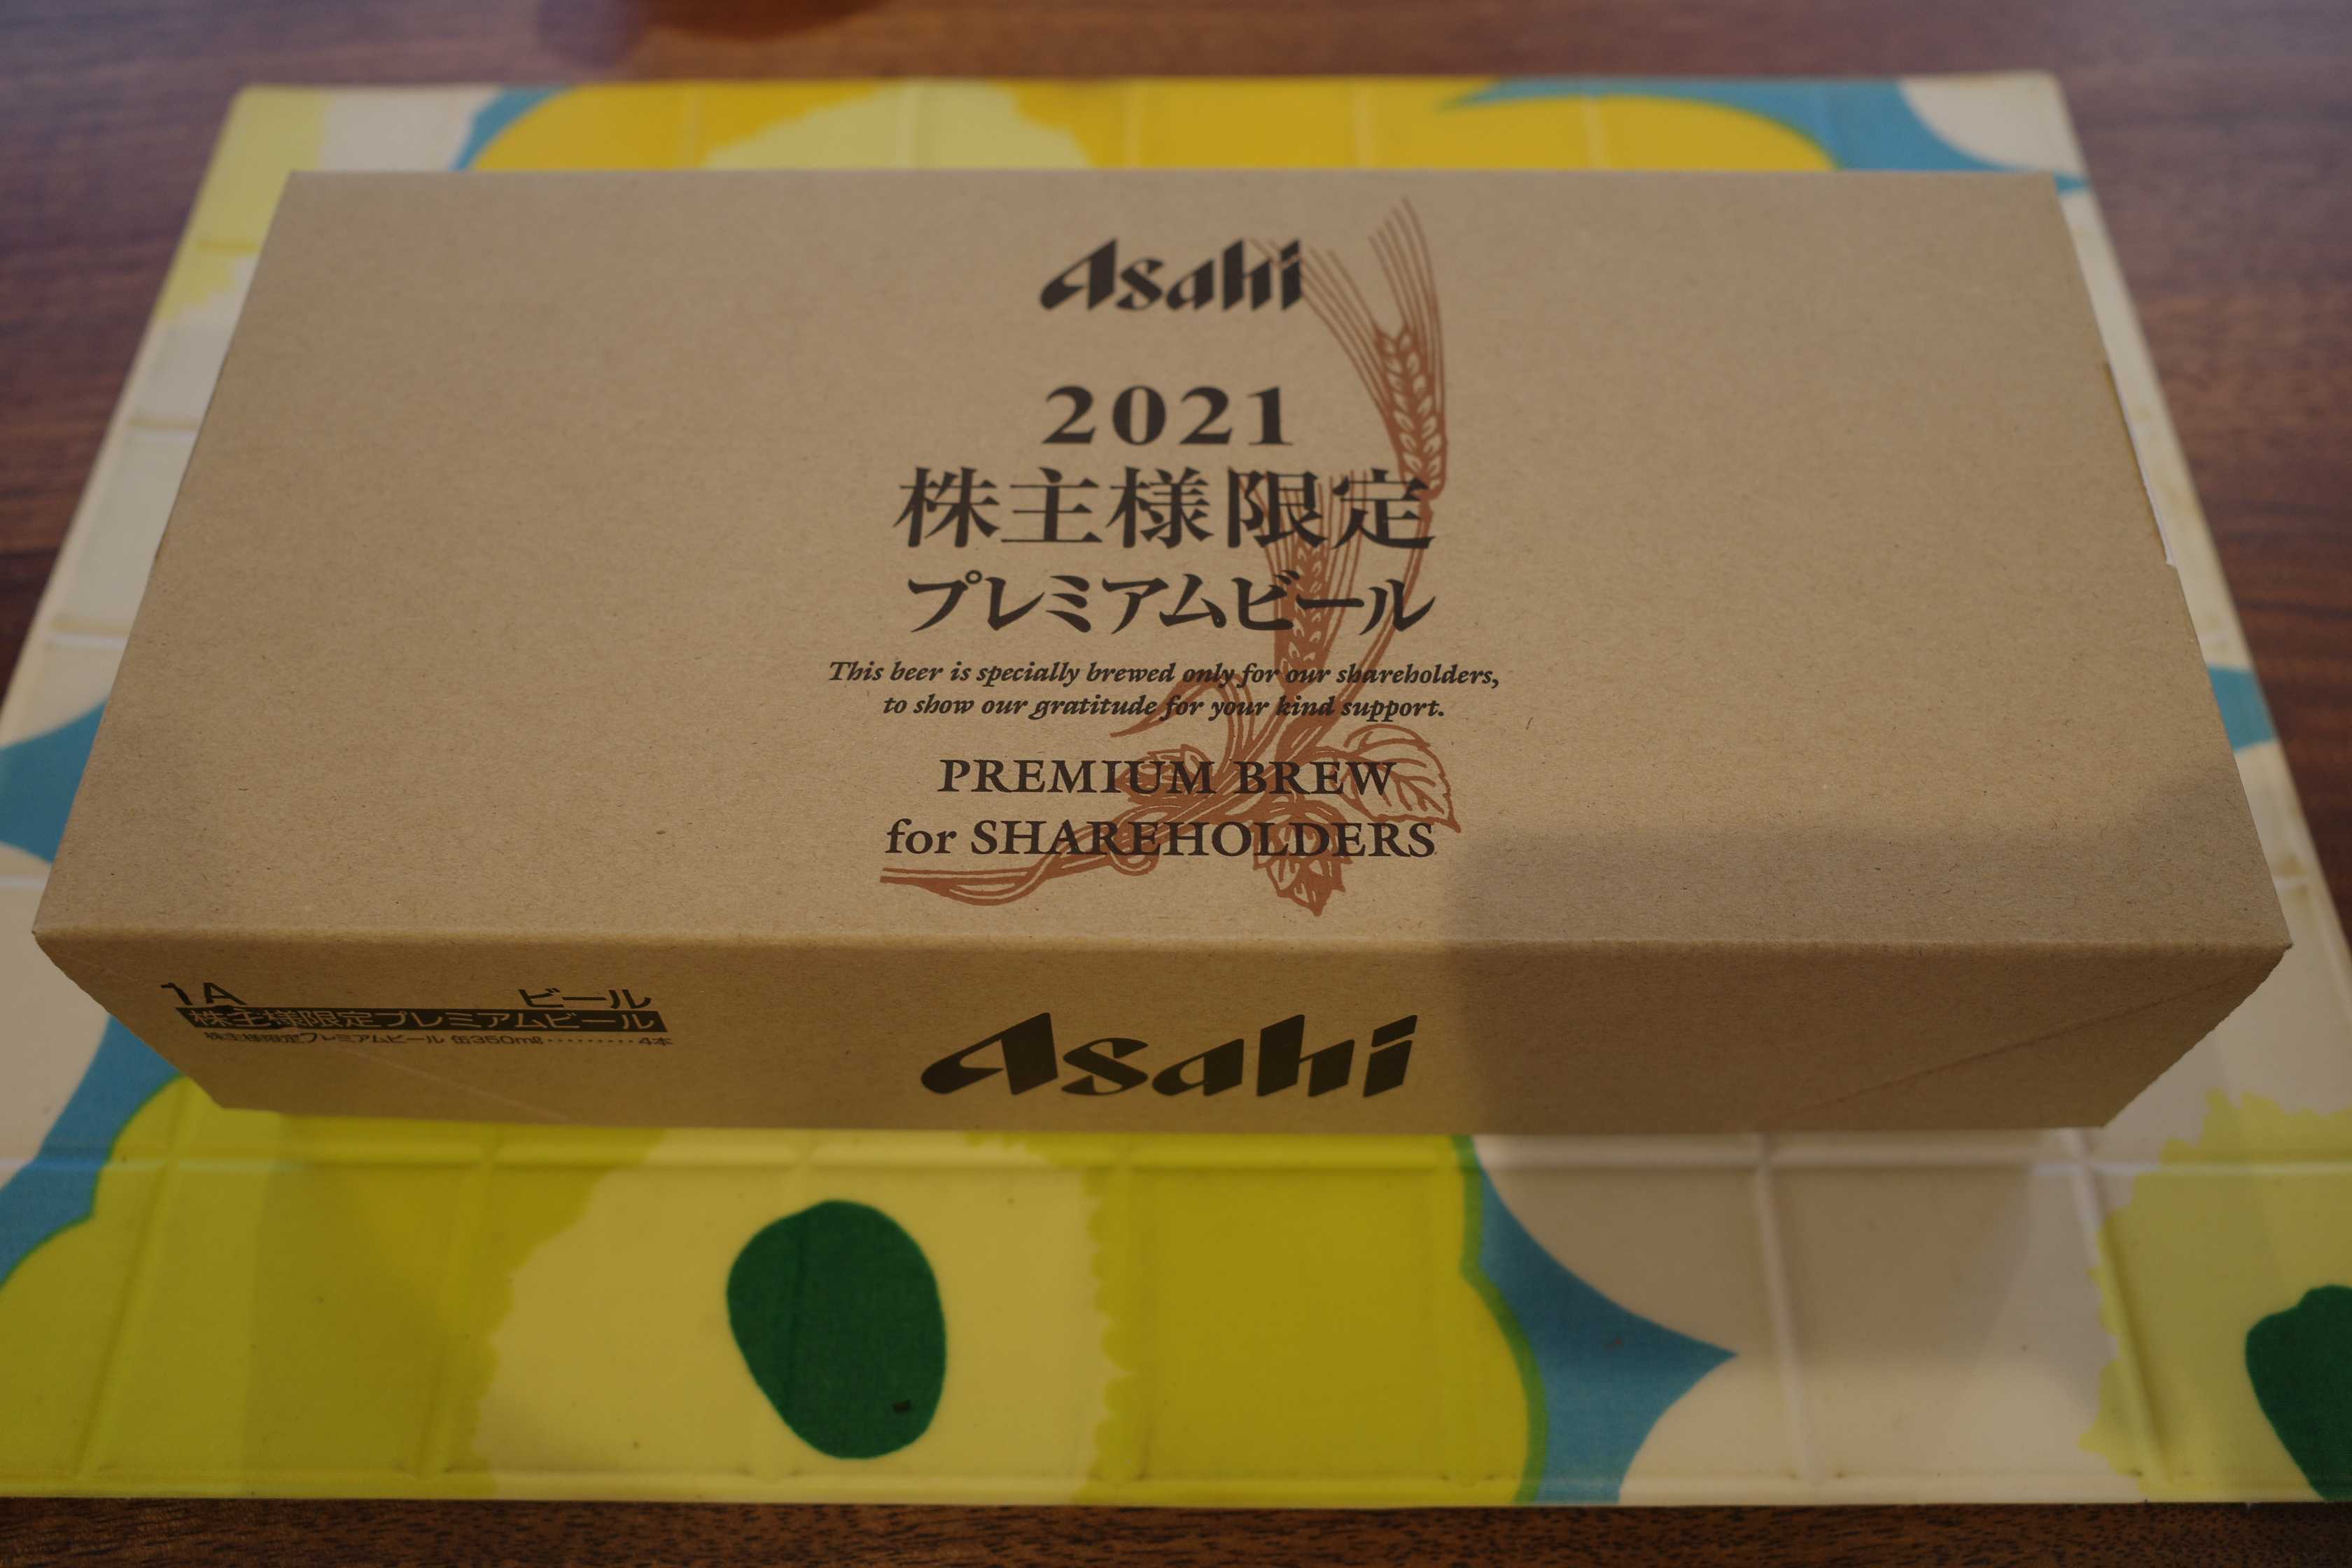 Asahi
2021
株主様限定
プレミアムビール
This beer is specially brewed only for our shareholders,
to show our gratitude for your kind support.
PREMIUM BREW
for SHAREHOLDERS
1A ビール
株主様限定プレミアムビール
株主様限定プレミアムビール 缶350mℓ·········4本
Asahi